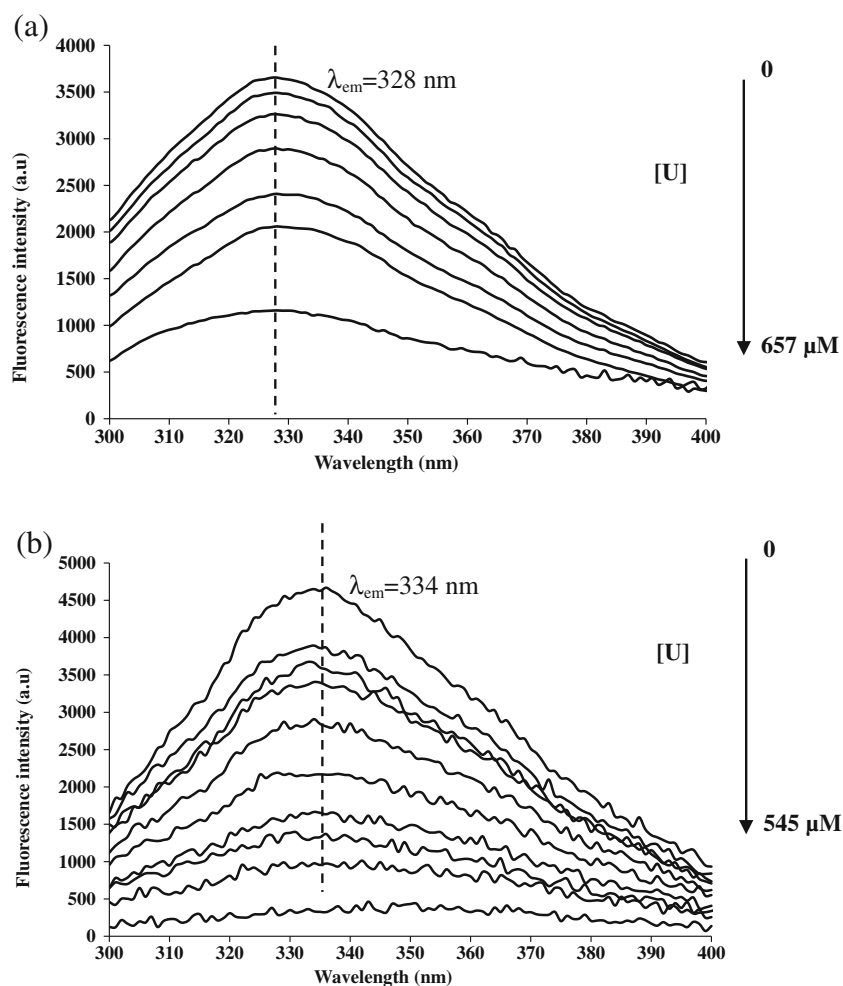 (a)
4000
3500
3000
2500
2000
1500
1000
500
0
Fluorescence intensity (a.u)
λem=328 nm
300 310 320 330 340 350 360 370 380 390 400
Wavelength (nm)
0
[U]
657 µM
(b)
5000
4500
4000
3500
3000
2500
2000
1500
1000
500
0
Fluorescence intensity (a.u)
λem=334 nm
300 310 320 330 340 350 360 370 380 390 400
Wavelength (nm)
0
[U]
545 µM